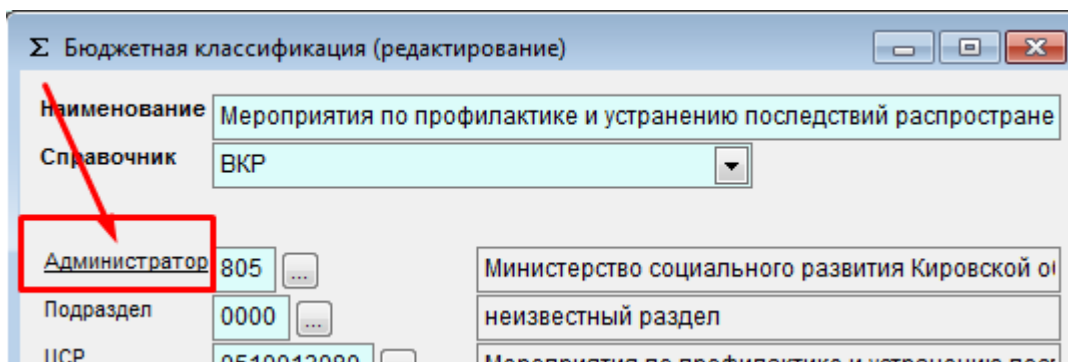 Σ Бюджетная классификация (редактирование)
Наименование Мероприятия по профилактике и устранению последствий распростране
Справочник ВКР
Администратор 805 ... Министерство социального развития Кировской
Подраздел 0000 ... неизвестный раздел
ЦСР 0510013080 Мероприятия по профилактике и устранению